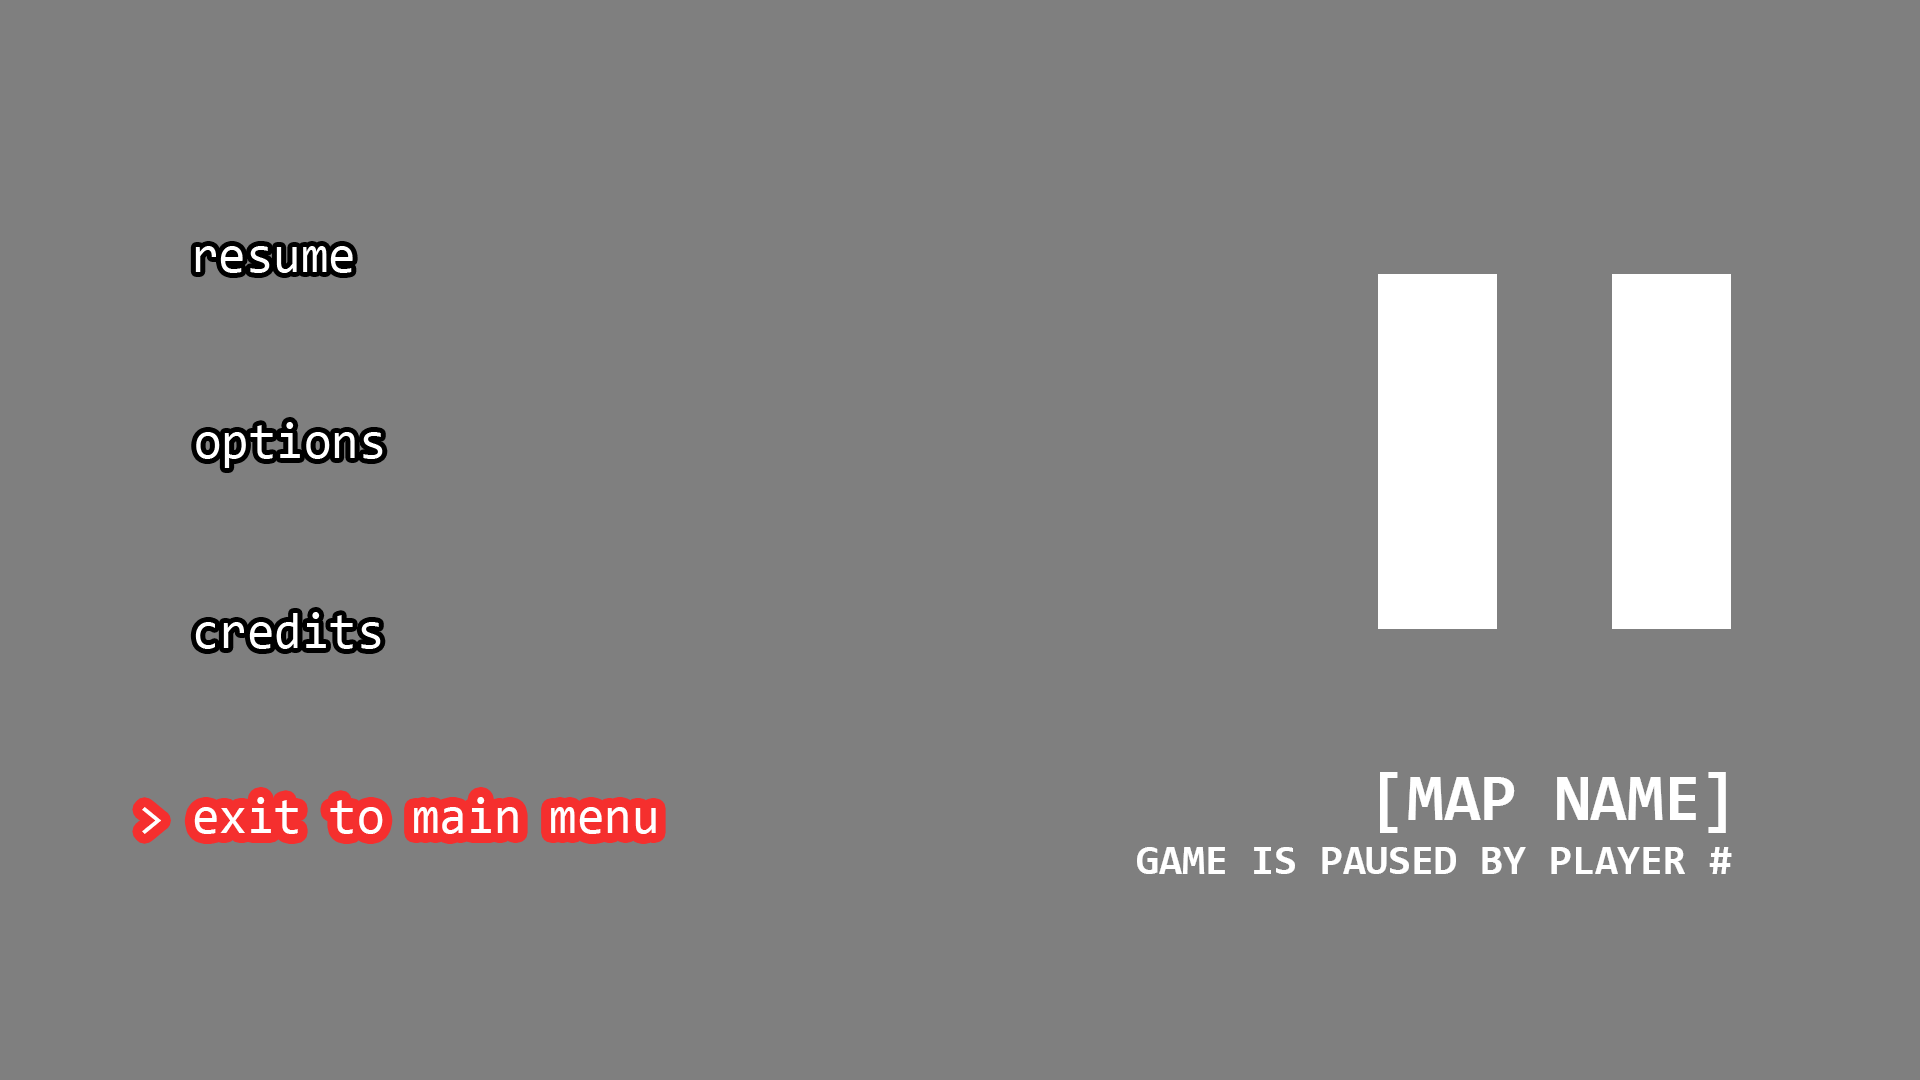 resume
options
credits
> exit to main menu
[MAP NAME]
GAME IS PAUSED BY PLAYER #